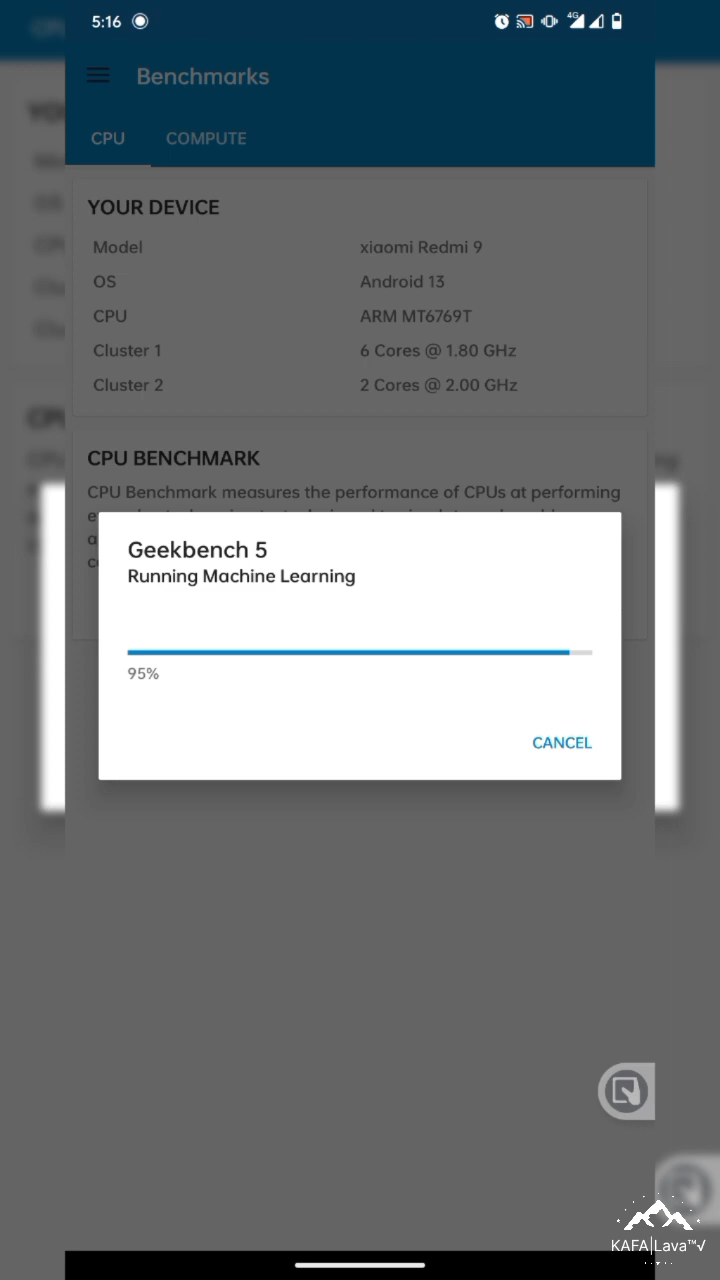 5:16
4G
Benchmarks
CPU COMPUTE
YOUR DEVICE
Model xiaomi Redmi 9
OS Android 13
CPU ARM MT6769T
Cluster 1 6 Cores @ 1.80 GHz
Cluster 2 2 Cores @ 2.00 GHz
CPU BENCHMARK
CPU Benchmark measures the performance of CPUs at performing
Geekbench 5
Running Machine Learning
95%
CANCEL
KAFA|Lava™√